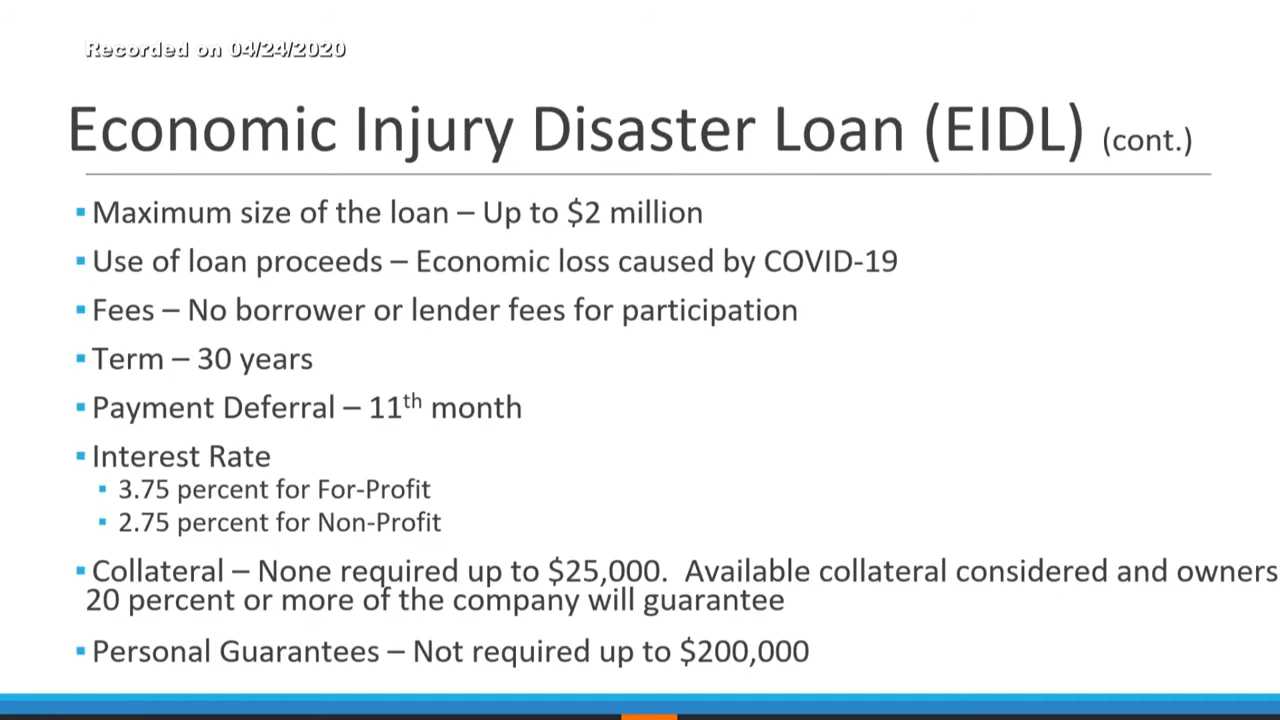 Recorded on 04/24/2020
Economic Injury Disaster Loan (EIDL) (cont.)
▪ Maximum size of the loan – Up to $2 million
▪ Use of loan proceeds – Economic loss caused by COVID-19
▪ Fees – No borrower or lender fees for participation
▪ Term – 30 years
▪ Payment Deferral – 11th month
▪ Interest Rate
▪ 3.75 percent for For-Profit
▪ 2.75 percent for Non-Profit
▪ Collateral – None required up to $25,000. Available collateral considered and owners
20 percent or more of the company will guarantee
▪ Personal Guarantees – Not required up to $200,000